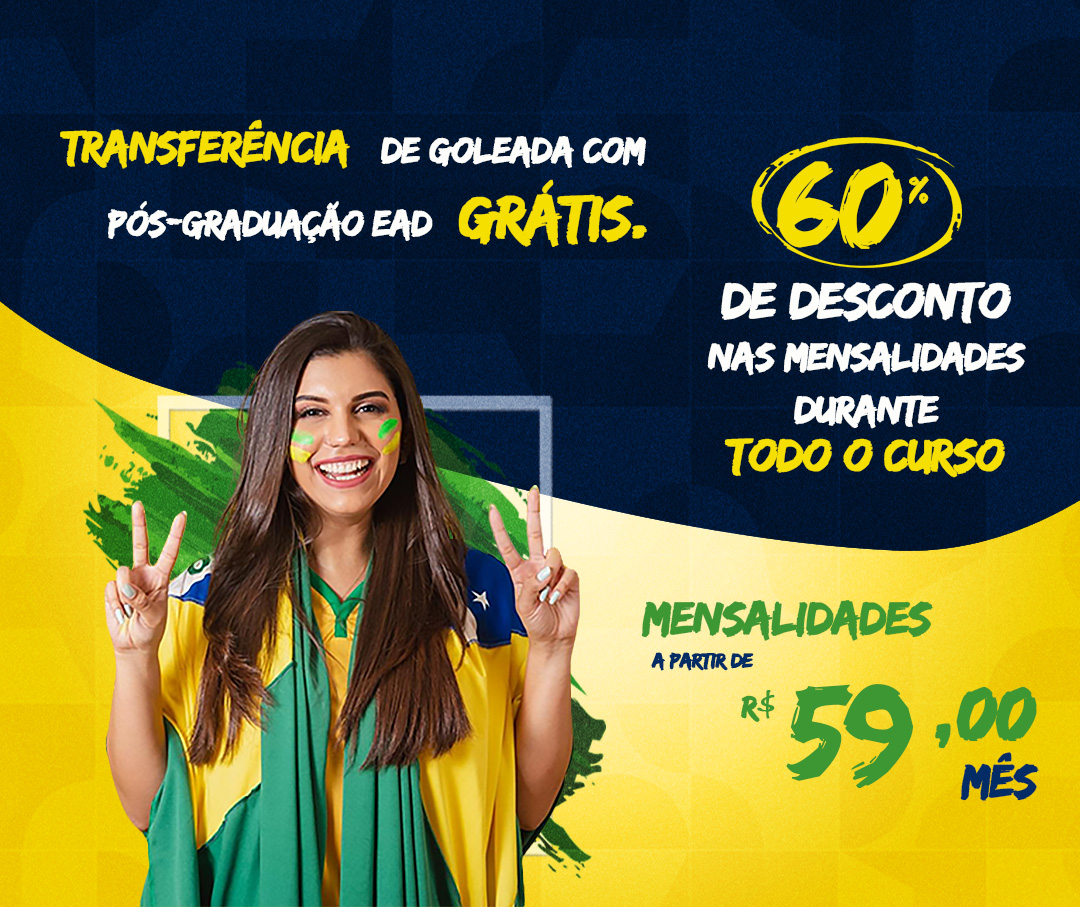 TRANSFERÊNCIA DE GOLEADA COM
PÓS-GRADUAÇÃO EAD GRÁTIS.
60%
DE DESCONTO
NAS MENSALIDADES
DURANTE
TODO O CURSO
MENSALIDADES
A PARTIR DE
R$ 59,00
MÊS